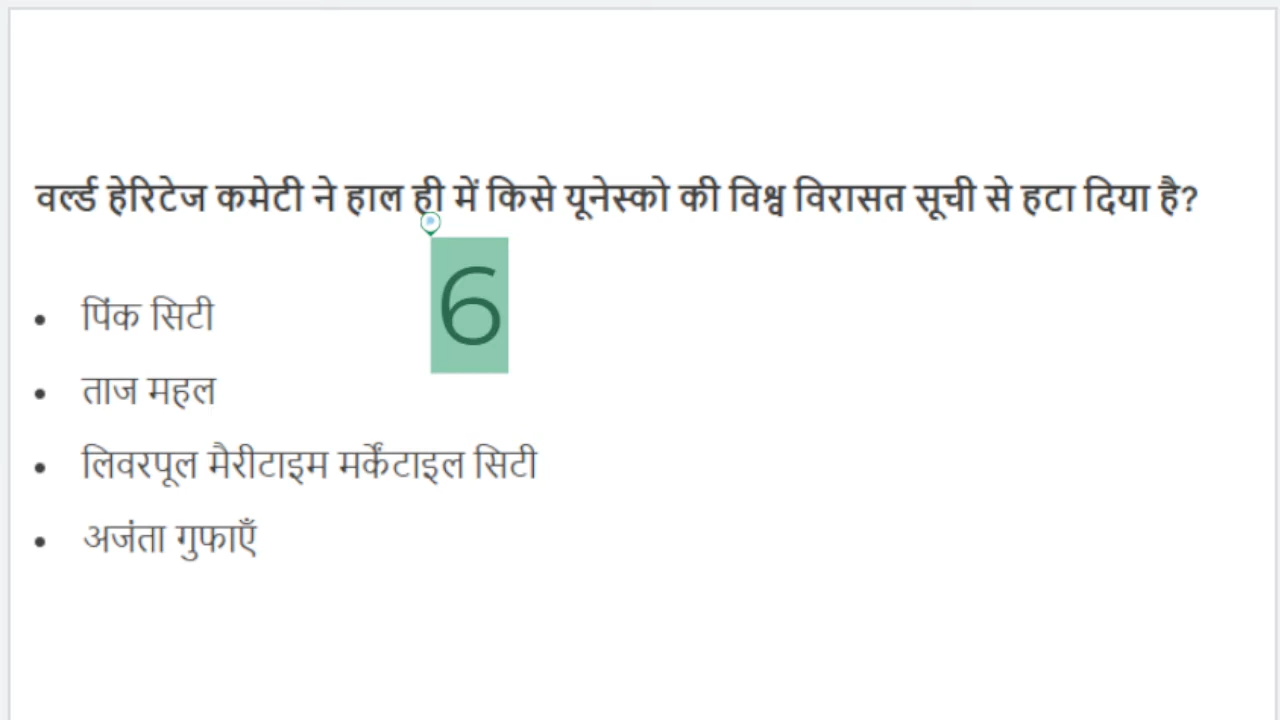 वर्ल्ड हेरिटेज कमेटी ने हाल ही में किसे यूनेस्को की विश्व विरासत सूची से हटा दिया है?
6
• पिंक सिटी
• ताज महल
• लिवरपूल मैरीटाइम मर्केंटाइल सिटी
• अजंता गुफाएँ